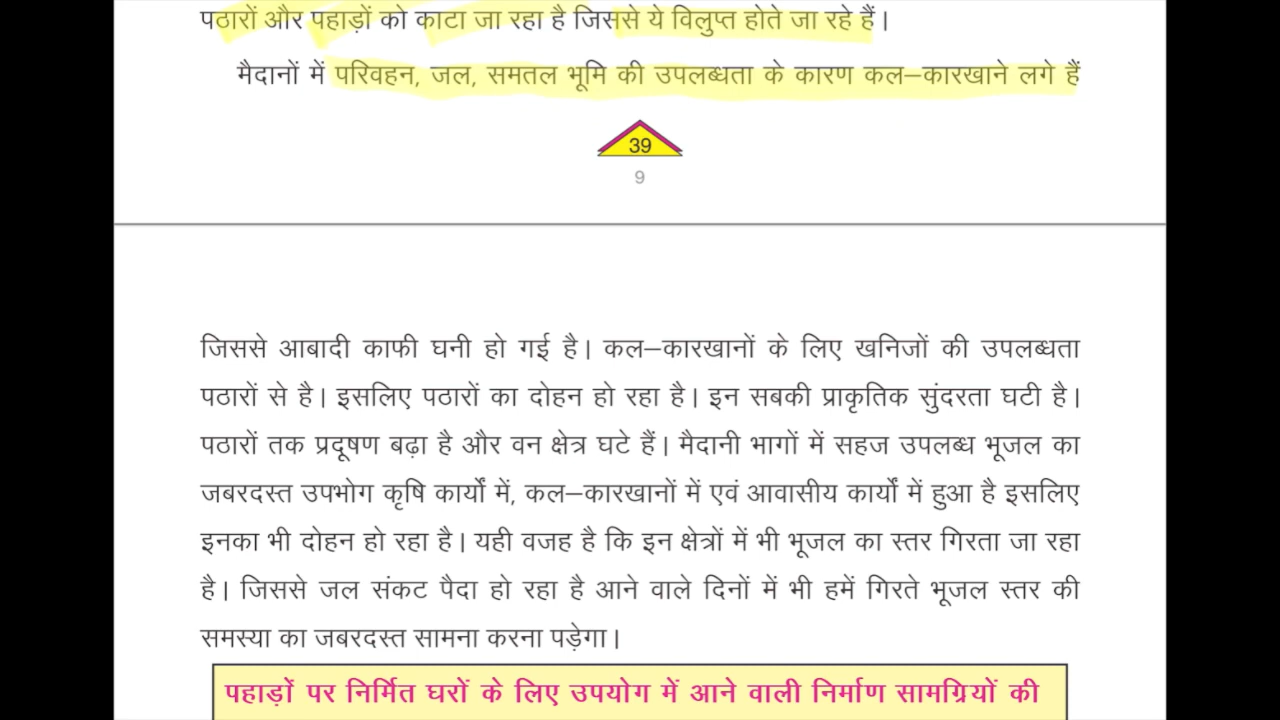 पठारों और पहाड़ों को काटा जा रहा है जिससे ये विलुप्त होते जा रहे हैं।
मैदानों में परिवहन, जल, समतल भूमि की उपलब्धता के कारण कल–कारखाने लगे हैं
39
9
जिससे आबादी काफी घनी हो गई है। कल–कारखानों के लिए खनिजों की उपलब्धता
पठारों से है। इसलिए पठारों का दोहन हो रहा है। इन सबकी प्राकृतिक सुंदरता घटी है।
पठारों तक प्रदूषण बढ़ा है और वन क्षेत्र घटे हैं। मैदानी भागों में सहज उपलब्ध भूजल का
जबरदस्त उपभोग कृषि कार्यों में, कल–कारखानों में एवं आवासीय कार्यों में हुआ है इसलिए
इनका भी दोहन हो रहा है। यही वजह है कि इन क्षेत्रों में भी भूजल का स्तर गिरता जा रहा
है। जिससे जल संकट पैदा हो रहा है आने वाले दिनों में भी हमें गिरते भूजल स्तर की
समस्या का जबरदस्त सामना करना पड़ेगा।
पहाड़ों पर निर्मित घरों के लिए उपयोग में आने वाली निर्माण सामग्रियों की